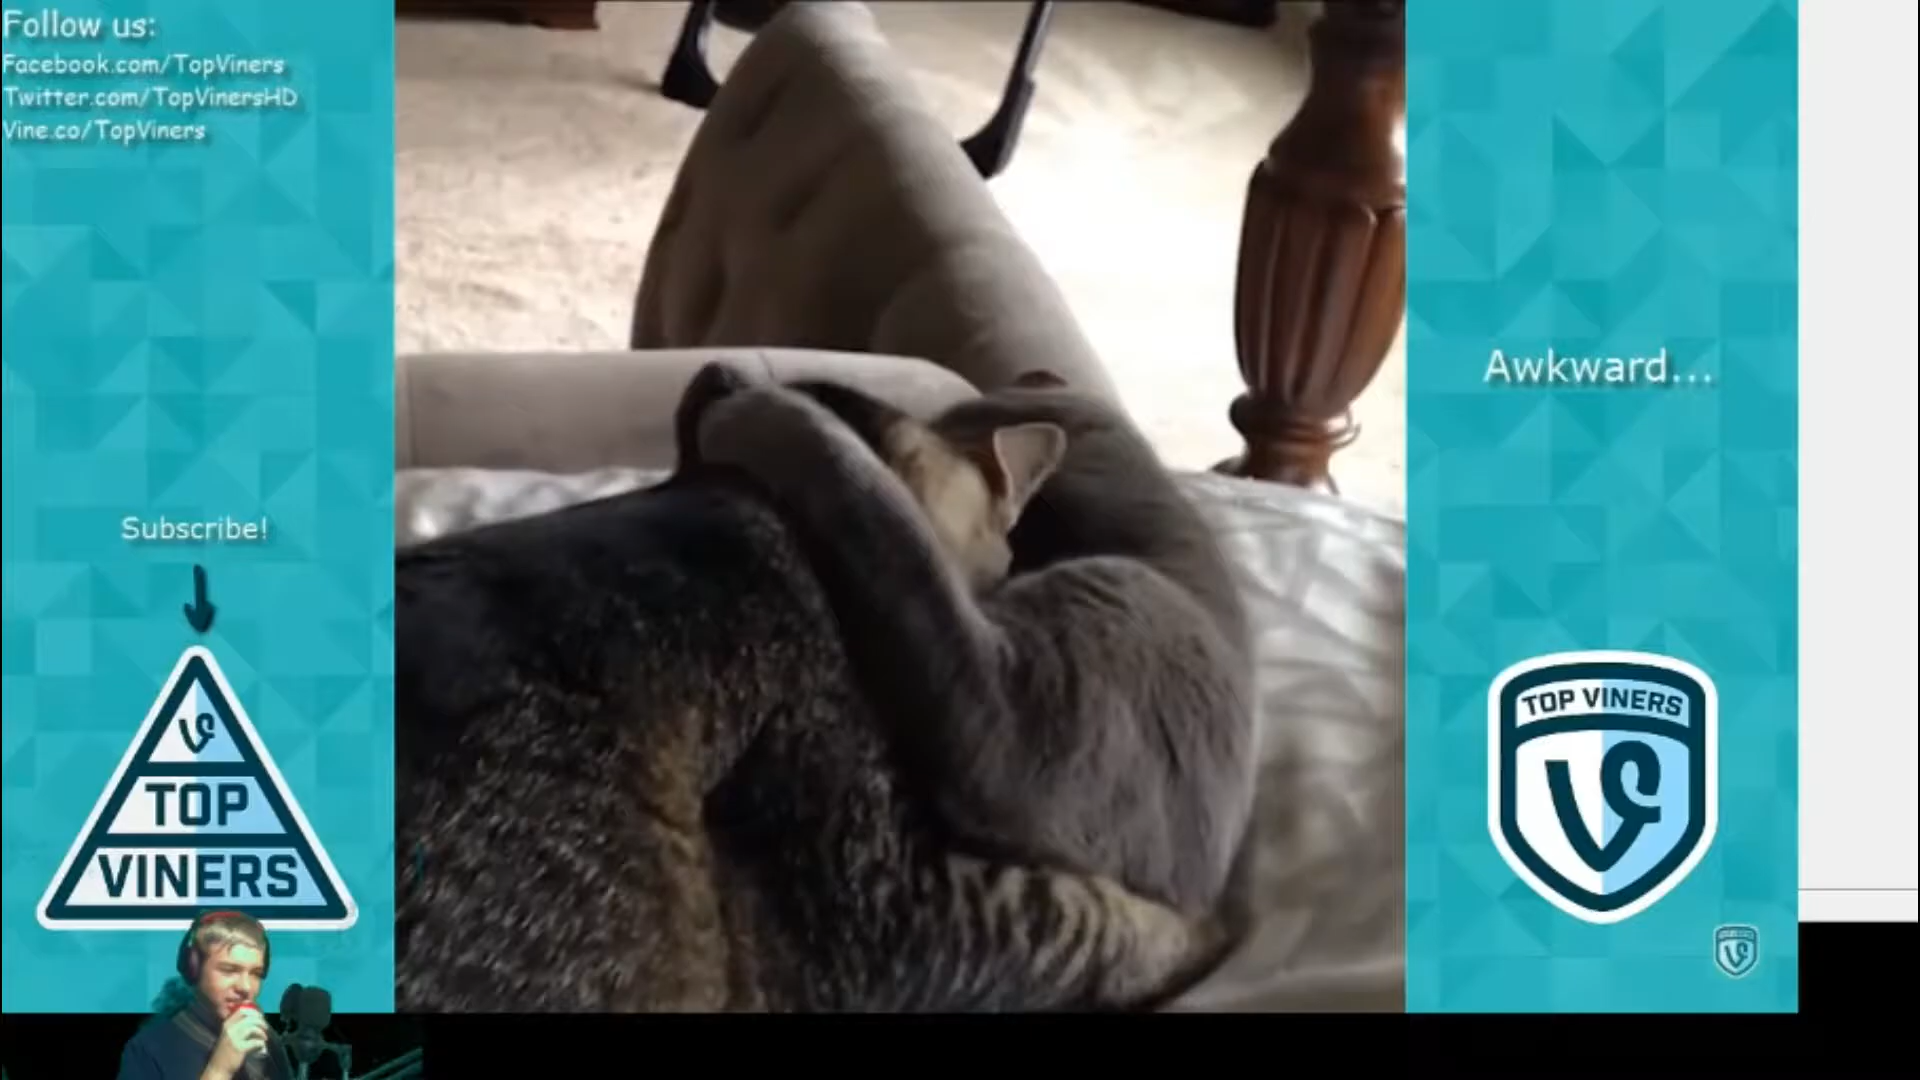 Follow us:
Facebook.com/TopViners
Twitter.com/TopVinersHD
Vine.co/TopViners
Awkward...
Subscribe!
TOP
VINERS
TOP VINERS